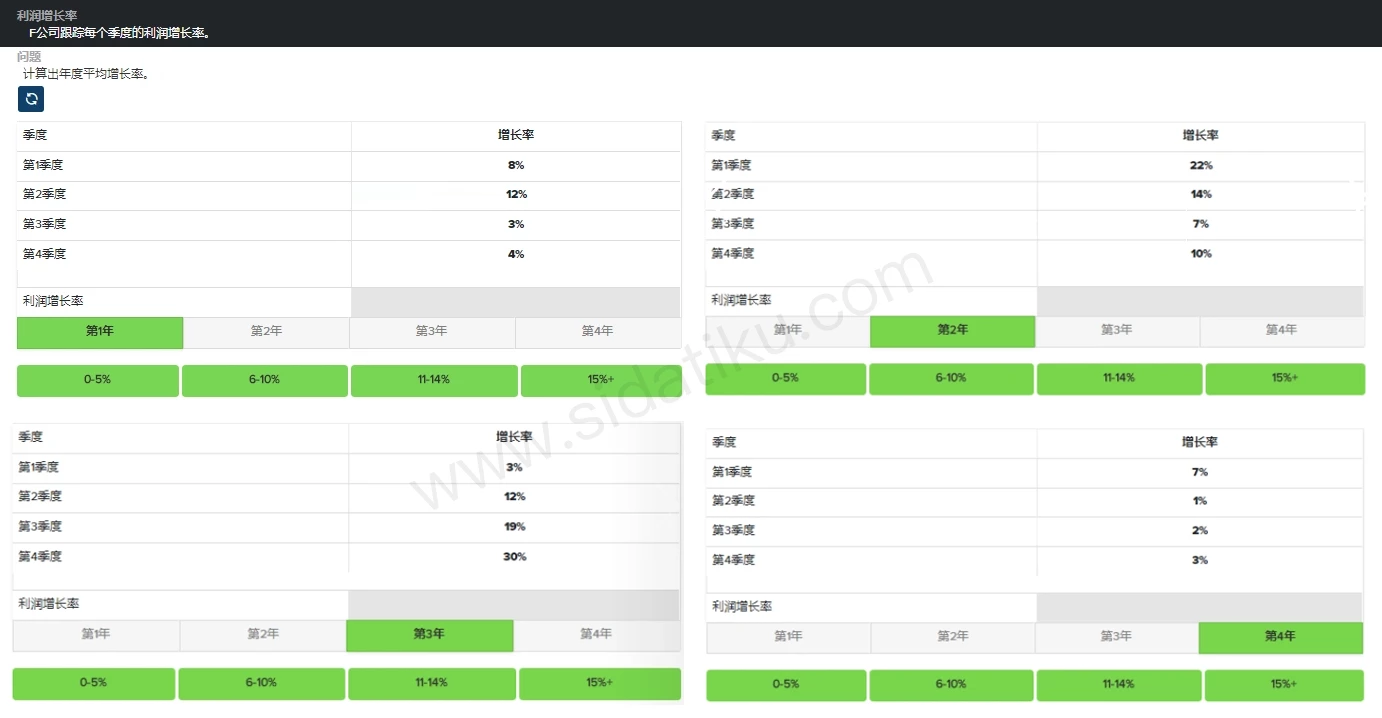 利润增长率
F公司跟踪每个季度的利润增长率。
问题
计算出年度平均增长率。
季度 增长率
第1季度 8%
第2季度 12%
第3季度 3%
第4季度 4%
利润增长率
第1年 第2年 第3年 第4年
0-5% 6-10% 11-14% 15%+
季度 增长率
第1季度 22%
第2季度 14%
第3季度 7%
第4季度 10%
利润增长率
第1年 第2年 第3年 第4年
0-5% 6-10% 11-14% 15%+
季度 增长率
第1季度 3%
第2季度 12%
第3季度 19%
第4季度 30%
利润增长率
第1年 第2年 第3年 第4年
0-5% 6-10% 11-14% 15%+
季度 增长率
第1季度 7%
第2季度 1%
第3季度 2%
第4季度 3%
利润增长率
第1年 第2年 第3年 第4年
0-5% 6-10% 11-14% 15%+
www.sidatiku.com